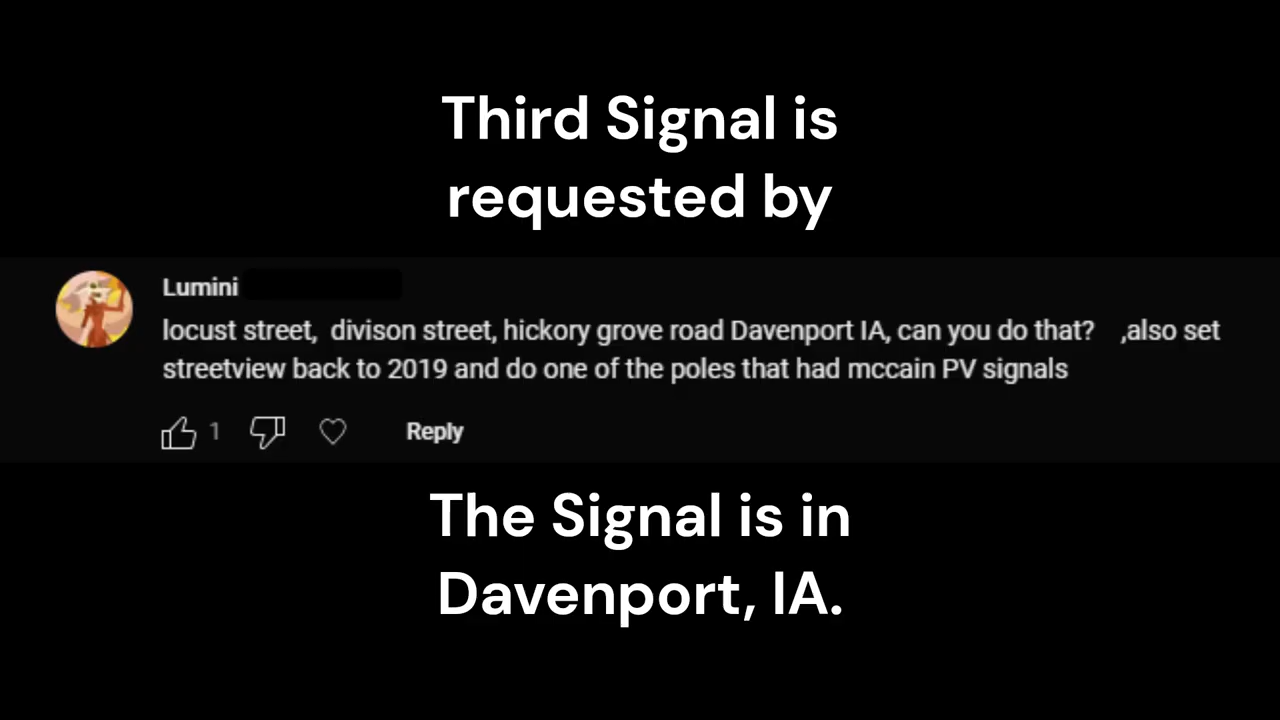 Third Signal is
requested by
Lumini
locust street,  divison street, hickory grove road Davenport IA, can you do that?    ,also set
streetview back to 2019 and do one of the poles that had mccain PV signals
1
Reply
The Signal is in
Davenport, IA.